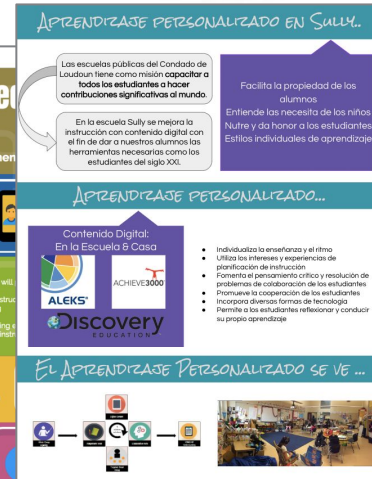 APRENDIZAJE PERSONALIZADO EN SULLY..
Las escuelas públicas del Condado de
Loudoun tiene como misión capacitar a
todos los estudiantes a hacer
contribuciones significativas al mundo.
En la escuela Sully se mejora la
instrucción con contenido digital con
el fin de dar a nuestros alumnos las
herramientas necesarias como los
estudiantes del siglo XXI.
Facilita la propiedad de los
alumnos
Entiende las necesita de los niños
Nutre y da honor a los estudiantes
Estilos individuales de aprendizaje
APRENDIZAJE PERSONALIZADO...
Contenido Digital:
En la Escuela & Casa
ALEKS
ACHIEVE3000
Discovery
EDUCATION
Individualiza la enseñanza y el ritmo
Utiliza los intereses y experiencias de
planificación de instrucción
Fomenta el pensamiento crítico y resolución de
problemas de colaboración de los estudiantes
Promueve la cooperación de los estudiantes
Incorpora diversas formas de tecnología
Permite a los estudiantes reflexionar y conducir
su propio aprendizaje
EL APRENDIZAJE PERSONALIZADO SE VE ...
will